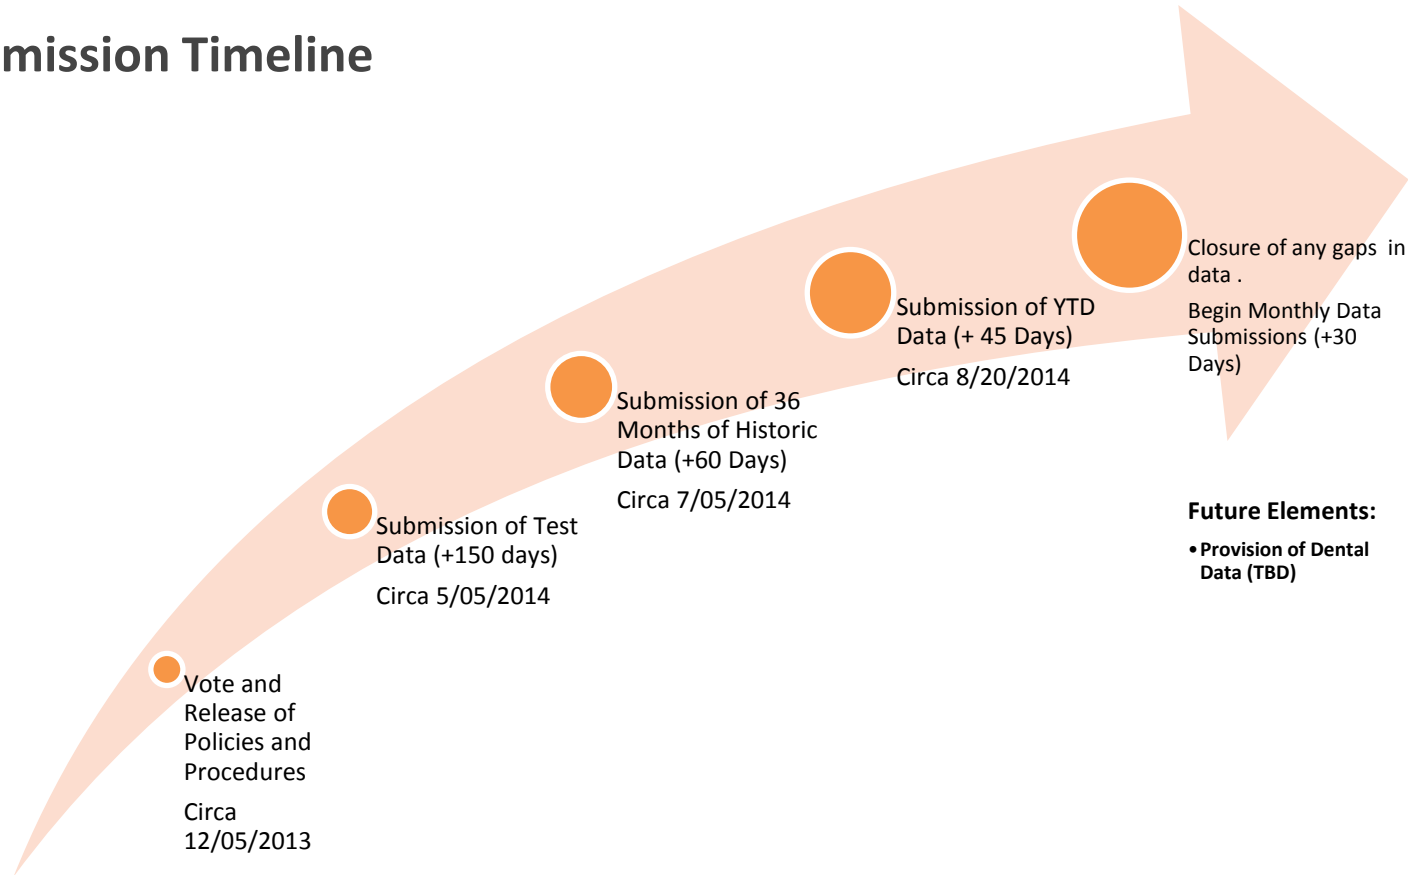 mission Timeline
Vote and
Release of
Policies and
Procedures
Circa
12/05/2013
Submission of Test
Data (+150 days)
Circa 5/05/2014
Submission of 36
Months of Historic
Data (+60 Days)
Circa 7/05/2014
Submission of YTD
Data (+ 45 Days)
Circa 8/20/2014
Closure of any gaps in
data .
Begin Monthly Data
Submissions (+30
Days)
Future Elements:
•Provision of Dental
Data (TBD)